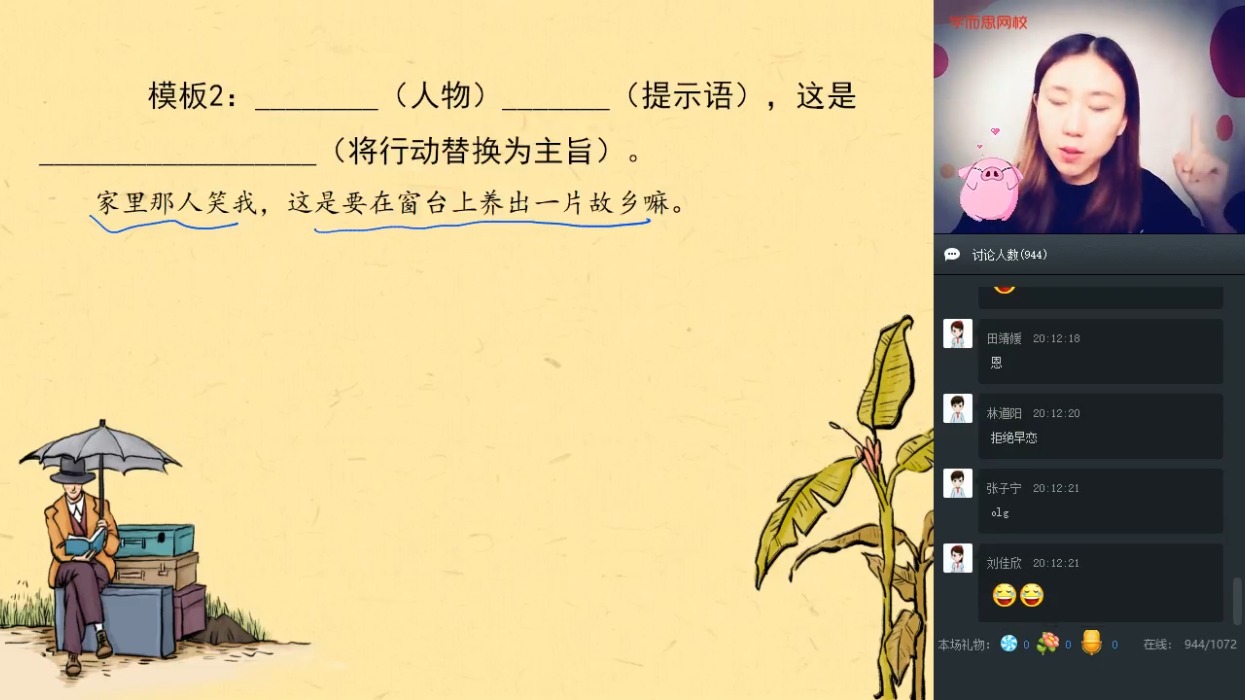 模板2：________（人物）_______（提示语），这是
__________________（将行动替换为主旨）。
家里那人笑我，这是要在窗台上养出一片故乡嘛。
学而思网校
讨论人数(944)
田靖媛 20:12:18
恩
林道阳 20:12:20
拒绝早恋
张子宁 20:12:21
olg
刘佳欣 20:12:21
本场礼物： 0 0 0 在线： 944/1072